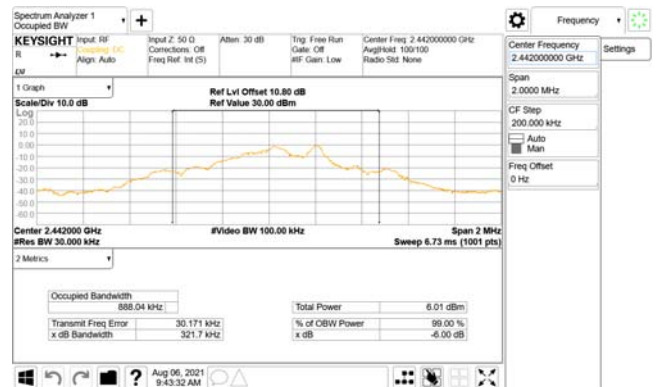 Spectrum Analyzer 1
Occupied BW
+
Frequency
KEYSIGHT
R
Input: RF
Coupling: DC
Align: Auto
Input Z: 50 Ω
Corrections: Off
Freq Ref: Int (S)
Atten: 30 dB
Trig: Free Run
Gate: Off
#IF Gain: Low
Center Freq: 2.442000000 GHz
Avg|Hold: 100/100
Radio Std: None
Center Frequency
2.442000000 GHz
Settings
Span
2.0000 MHz
CF Step
200.000 kHz
Auto
Man
Freq Offset
0 Hz
1 Graph
Scale/Div 10.0 dB
Ref Lvl Offset 10.80 dB
Ref Value 30.00 dBm
Log
20.0
10.0
0.00
-10.0
-20.0
-30.0
-40.0
-50.0
-60.0
Center 2.442000 GHz
#Res BW 30.000 kHz
#Video BW 100.00 kHz
Span 2 MHz
Sweep 6.73 ms (1001 pts)
2 Metrics
Occupied Bandwidth
888.04 kHz
Total Power 6.01 dBm
Transmit Freq Error 30.171 kHz
% of OBW Power 99.00 %
x dB Bandwidth 321.7 kHz
x dB -6.00 dB
?
Aug 06, 2021
9:43:32 AM